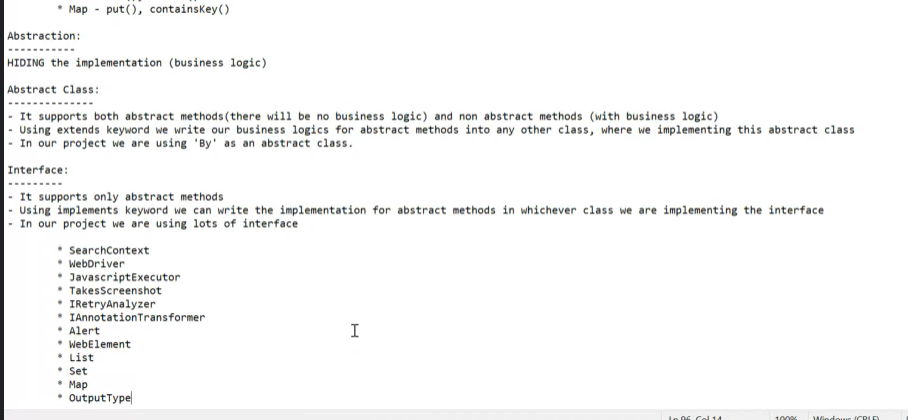 * Map - put(), containsKey()
Abstraction:
-----------
HIDING the implementation (business logic)
Abstract Class:
--------------
- It supports both abstract methods(there will be no business logic) and non abstract methods (with business logic)
- Using extends keyword we write our business logics for abstract methods into any other class, where we implementing this abstract class
- In our project we are using 'By' as an abstract class.
Interface:
---------
- It supports only abstract methods
- Using implements keyword we can write the implementation for abstract methods in whichever class we are implementing the interface
- In our project we are using lots of interface
* SearchContext
* WebDriver
* JavascriptExecutor
* TakesScreenshot
* IRetryAnalyzer
* IAnnotationTransformer
* Alert
* WebElement
* List
* Set
* Map
* OutputType
100% Windows (CRLF)